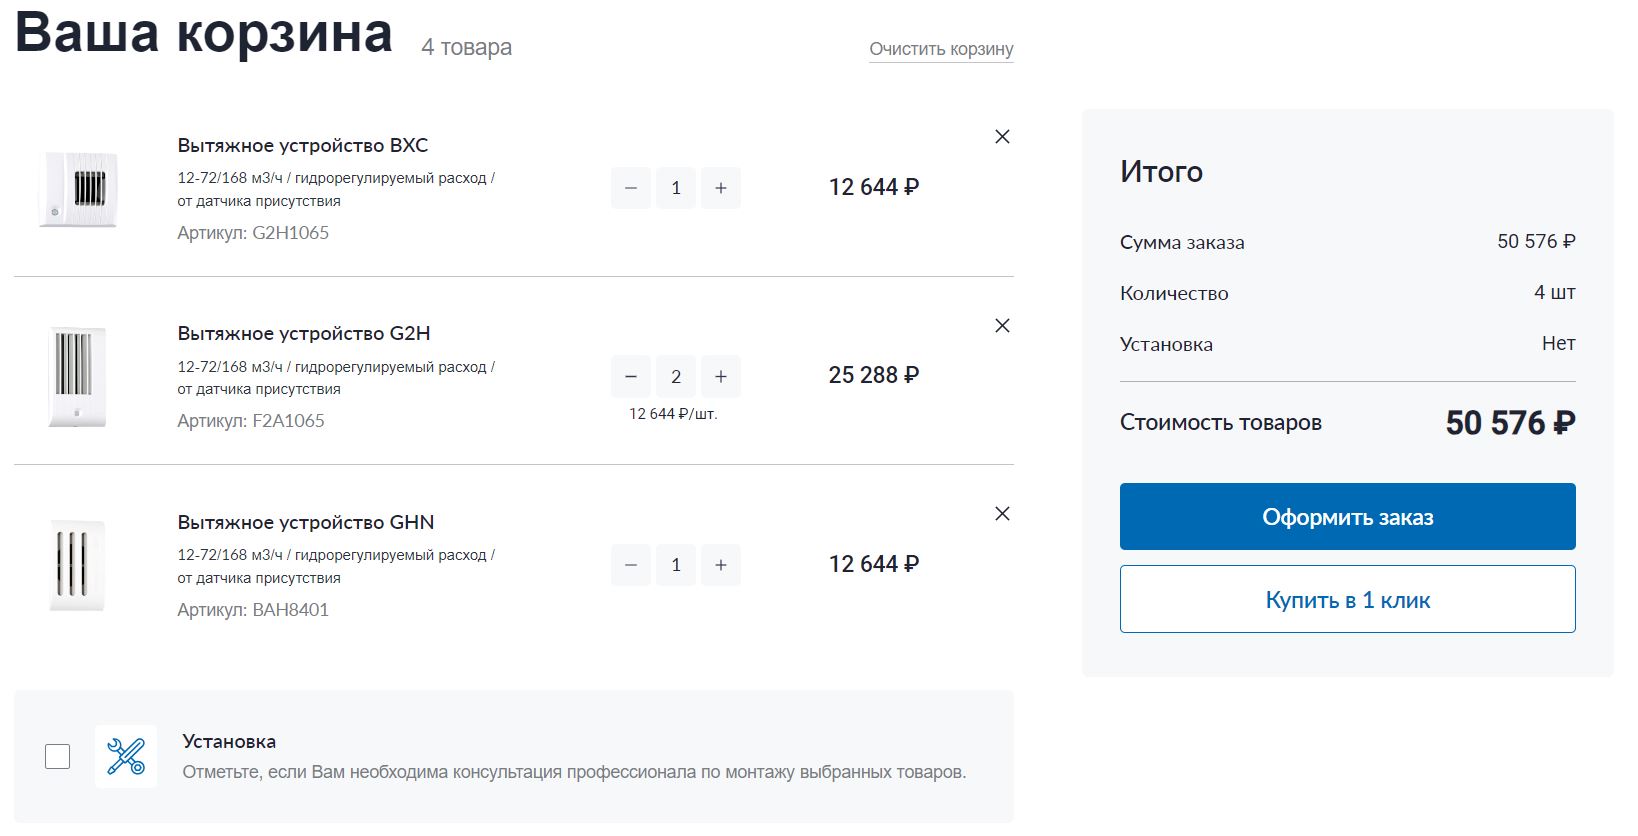 Ваша корзина 4 товара
Очистить корзину
Вытяжное устройство BXC
12-72/168 м3/ч / гидрорегулируемый расход /
от датчика присутствия
Артикул: G2H1065
1
12 644 ₽
Вытяжное устройство G2H
12-72/168 м3/ч / гидрорегулируемый расход /
от датчика присутствия
Артикул: F2A1065
2
12 644 ₽/шт.
25 288 ₽
Вытяжное устройство GHN
12-72/168 м3/ч / гидрорегулируемый расход /
от датчика присутствия
Артикул: BAH8401
1
12 644 ₽
Установка
Отметьте, если Вам необходима консультация профессионала по монтажу выбранных товаров.
Итого
Сумма заказа 50 576 ₽
Количество 4 шт
Установка Нет
Стоимость товаров 50 576 ₽
Оформить заказ
Купить в 1 клик